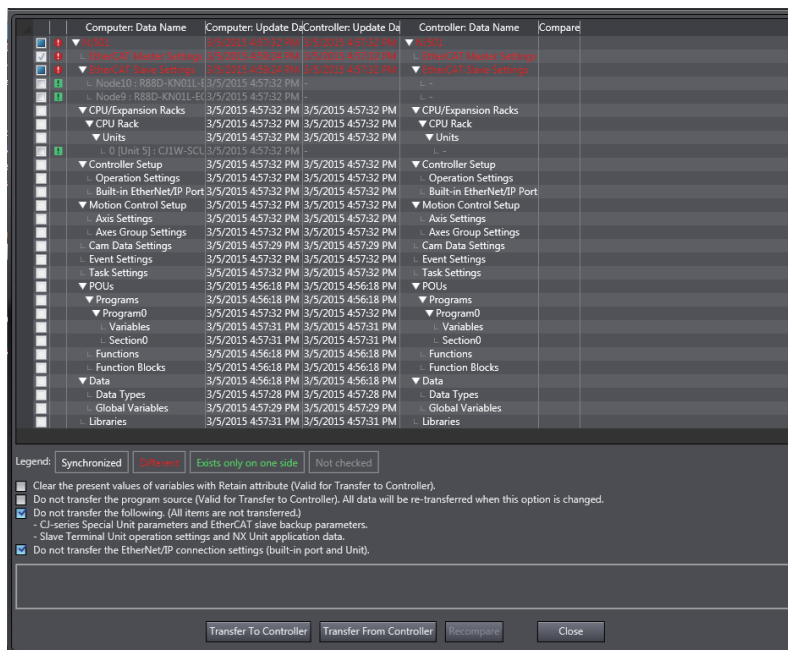 Computer: Data Name Computer: Update Da Controller: Update Da Controller: Data Name Compare
EtherCAT Master Settings 3/5/2015 EtherCAT Master Settings
EtherCAT Slave Settings 3/5/2015 EtherCAT Slave Settings
Node10 : R88D-KN01L-E 3/5/2015 4:57:32 PM - -
Node9 : R88D-KN01L-EC 3/5/2015 4:57:32 PM - -
CPU/Expansion Racks 3/5/2015 4:57:32 PM 3/5/2015 4:57:32 PM CPU/Expansion Racks
CPU Rack 3/5/2015 4:57:32 PM 3/5/2015 4:57:32 PM CPU Rack
Units 3/5/2015 4:57:32 PM 3/5/2015 4:57:32 PM Units
0 [Unit 5] : CJ1W-SCU 3/5/2015 4:57:32 PM - -
Controller Setup 3/5/2015 4:57:32 PM 3/5/2015 4:57:32 PM Controller Setup
Operation Settings 3/5/2015 4:57:32 PM 3/5/2015 4:57:32 PM Operation Settings
Built-in EtherNet/IP Port 3/5/2015 4:57:32 PM 3/5/2015 4:57:32 PM Built-in EtherNet/IP Port
Motion Control Setup 3/5/2015 4:57:32 PM 3/5/2015 4:57:32 PM Motion Control Setup
Axis Settings 3/5/2015 4:57:32 PM 3/5/2015 4:57:32 PM Axis Settings
Axes Group Settings 3/5/2015 4:57:32 PM 3/5/2015 4:57:32 PM Axes Group Settings
Cam Data Settings 3/5/2015 4:57:29 PM 3/5/2015 4:57:29 PM Cam Data Settings
Event Settings 3/5/2015 4:57:32 PM 3/5/2015 4:57:32 PM Event Settings
Task Settings 3/5/2015 4:57:32 PM 3/5/2015 4:57:32 PM Task Settings
POUs 3/5/2015 4:56:18 PM 3/5/2015 4:56:18 PM POUs
Programs 3/5/2015 4:56:18 PM 3/5/2015 4:56:18 PM Programs
Program0 3/5/2015 4:57:32 PM 3/5/2015 4:57:32 PM Program0
Variables 3/5/2015 4:57:31 PM 3/5/2015 4:57:31 PM Variables
Section0 3/5/2015 4:57:31 PM 3/5/2015 4:57:31 PM Section0
Functions 3/5/2015 4:56:18 PM 3/5/2015 4:56:18 PM Functions
Function Blocks 3/5/2015 4:56:18 PM 3/5/2015 4:56:18 PM Function Blocks
Data 3/5/2015 4:56:18 PM 3/5/2015 4:56:18 PM Data
Data Types 3/5/2015 4:57:28 PM 3/5/2015 4:57:28 PM Data Types
Global Variables 3/5/2015 4:57:29 PM 3/5/2015 4:57:29 PM Global Variables
Libraries 3/5/2015 4:57:31 PM 3/5/2015 4:57:31 PM Libraries
Legend: Synchronized Different Exists only on one side Not checked
Clear the present values of variables with Retain attribute (Valid for Transfer to Controller).
Do not transfer the program source (Valid for Transfer to Controller). All data will be re-transferred when this option is changed.
Do not transfer the following. (All items are not transferred.)
- CJ-series Special Unit parameters and EtherCAT slave backup parameters.
- Slave Terminal Unit operation settings and NX Unit application data.
Do not transfer the EtherNet/IP connection settings (built-in port and Unit).
Transfer To Controller Transfer From Controller Recompare Close